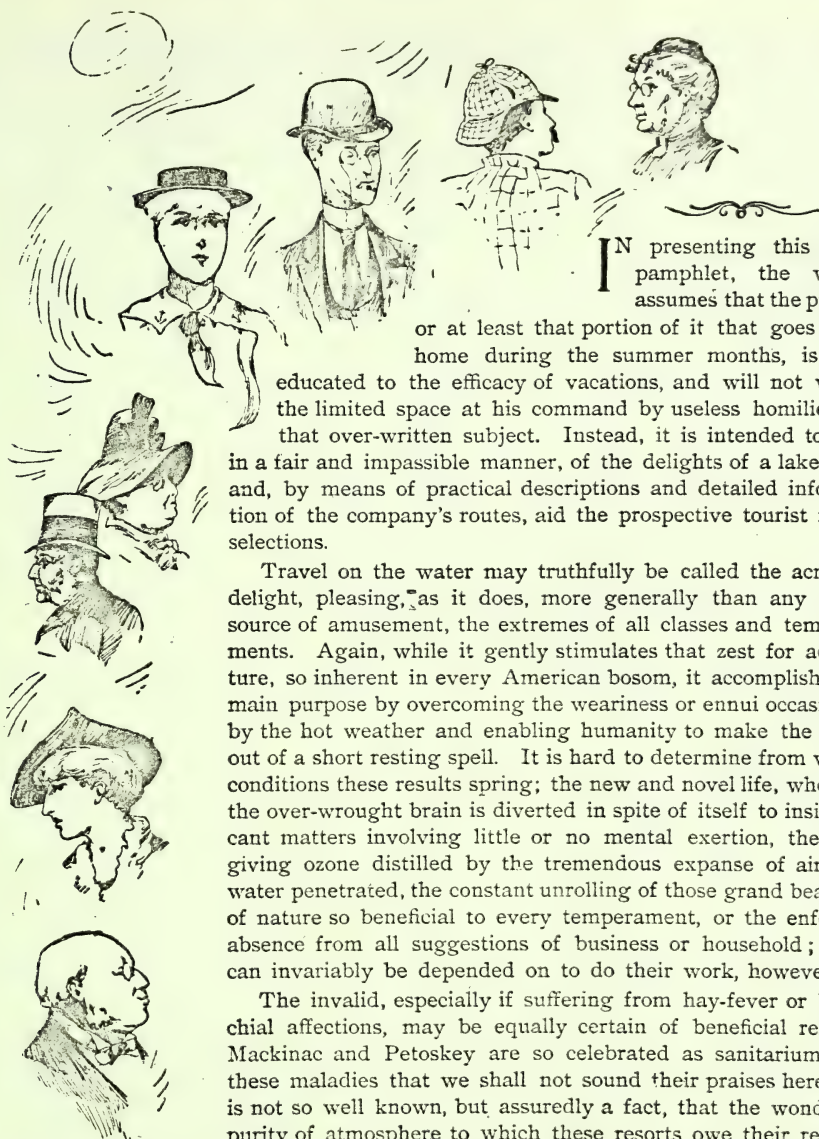 IN presenting this
pamphlet, the
assumes that the p
or at least that portion of it that goes
home during the summer months, is
educated to the efficacy of vacations, and will not
the limited space at his command by useless homilie
that over-written subject. Instead, it is intended to
in a fair and impassible manner, of the delights of a lake
and, by means of practical descriptions and detailed info
tion of the company's routes, aid the prospective tourist
selections.
Travel on the water may truthfully be called the acr
delight, pleasing, as it does, more generally than any
source of amusement, the extremes of all classes and tem
ments. Again, while it gently stimulates that zest for a
ture, so inherent in every American bosom, it accomplish
main purpose by overcoming the weariness or ennui occasi
by the hot weather and enabling humanity to make the
out of a short resting spell. It is hard to determine from
conditions these results spring; the new and novel life, wh
the over-wrought brain is diverted in spite of itself to insi
cant matters involving little or no mental exertion, the
giving ozone distilled by the tremendous expanse of air
water penetrated, the constant unrolling of those grand bea
of nature so beneficial to every temperament, or the enf
absence from all suggestions of business or household;
can invariably be depended on to do their work, howeve
The invalid, especially if suffering from hay-fever or
chial affections, may be equally certain of beneficial re
Mackinac and Petoskey are so celebrated as sanitarium
these maladies that we shall not sound their praises here
is not so well known, but assuredly a fact, that the wond
purity of atmosphere to which these resorts owe their re